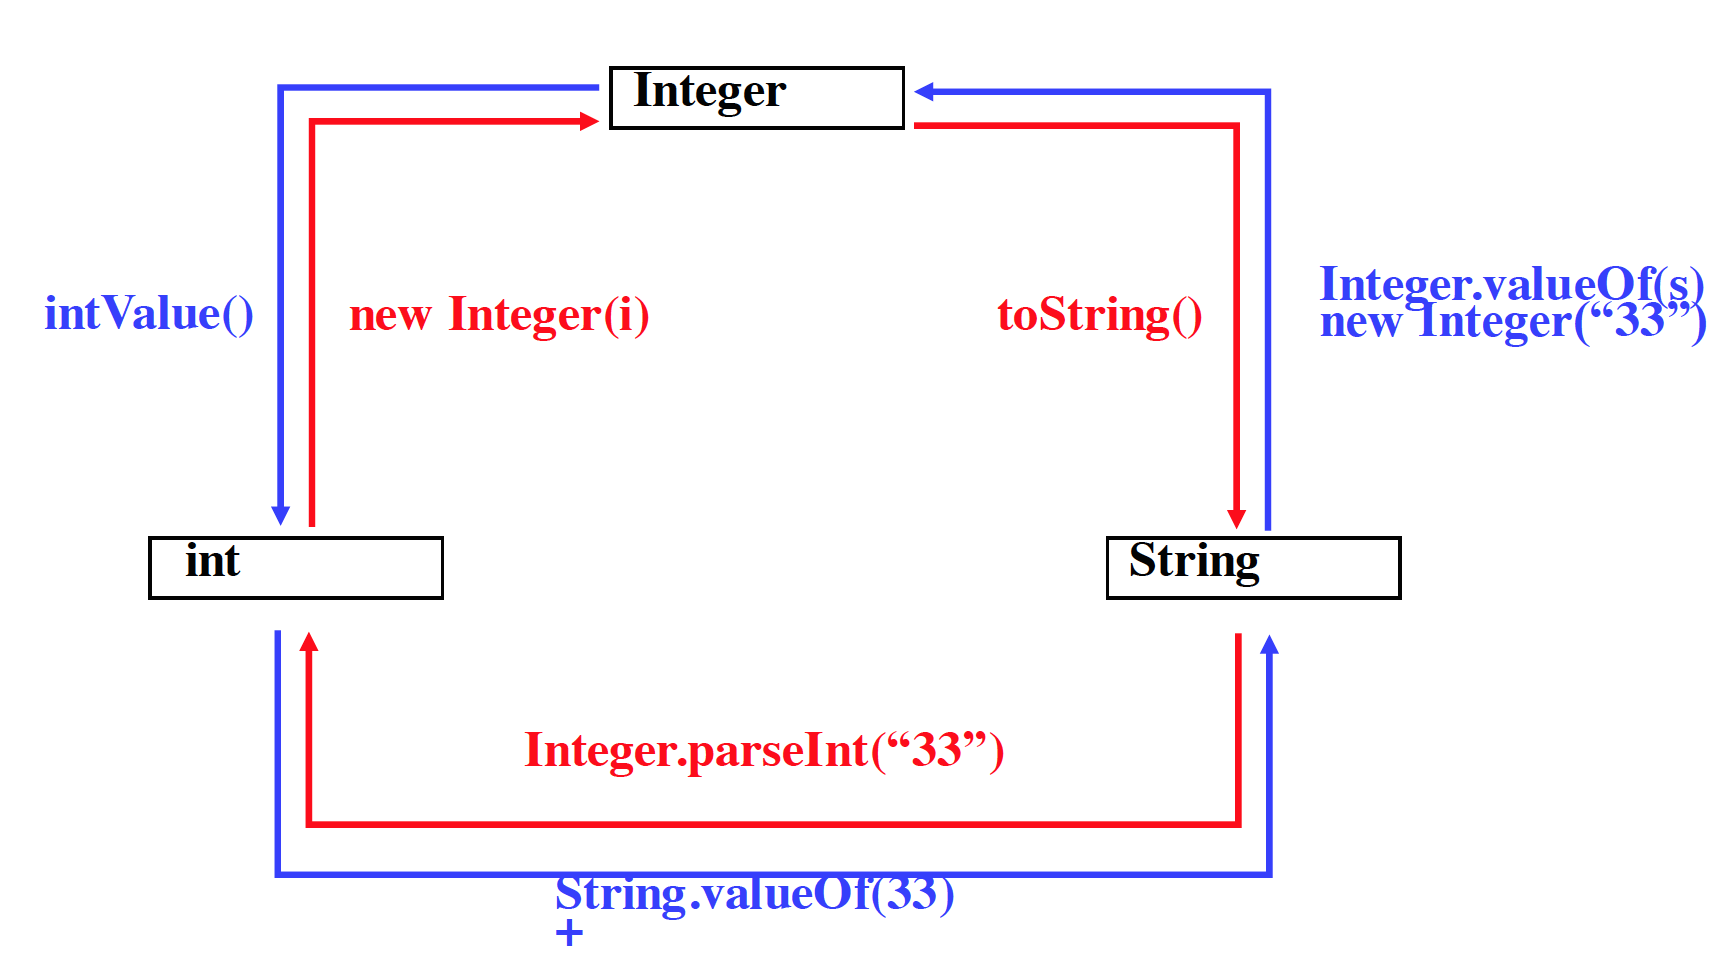 Integer
intValue()
new Integer(i)
toString()
Integer.valueOf(s)
new Integer(“33”)
int
String
Integer.parseInt(“33”)
String.valueOf(33)
+